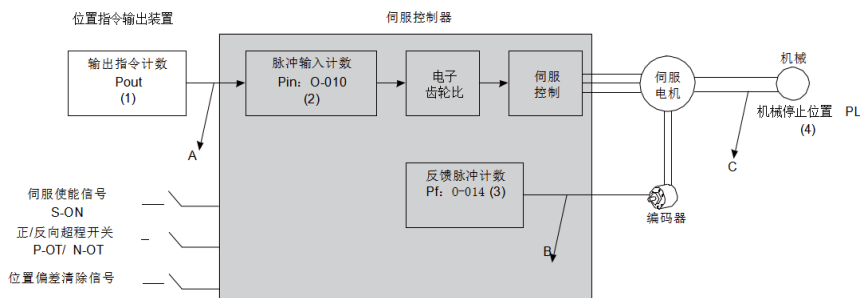 位置指令输出装置
伺服控制器
输出指令计数
Pout
(1)
脉冲输入计数
Pin：O-010
(2)
电子
齿轮比
伺服
控制
伺服
电机
机械
机械停止位置 PL
(4)
A
C
反馈脉冲计数
Pf：0-014 (3)
编码器
B
伺服使能信号
S-ON
正/反向超程开关
P-OT/ N-OT
位置偏差清除信号